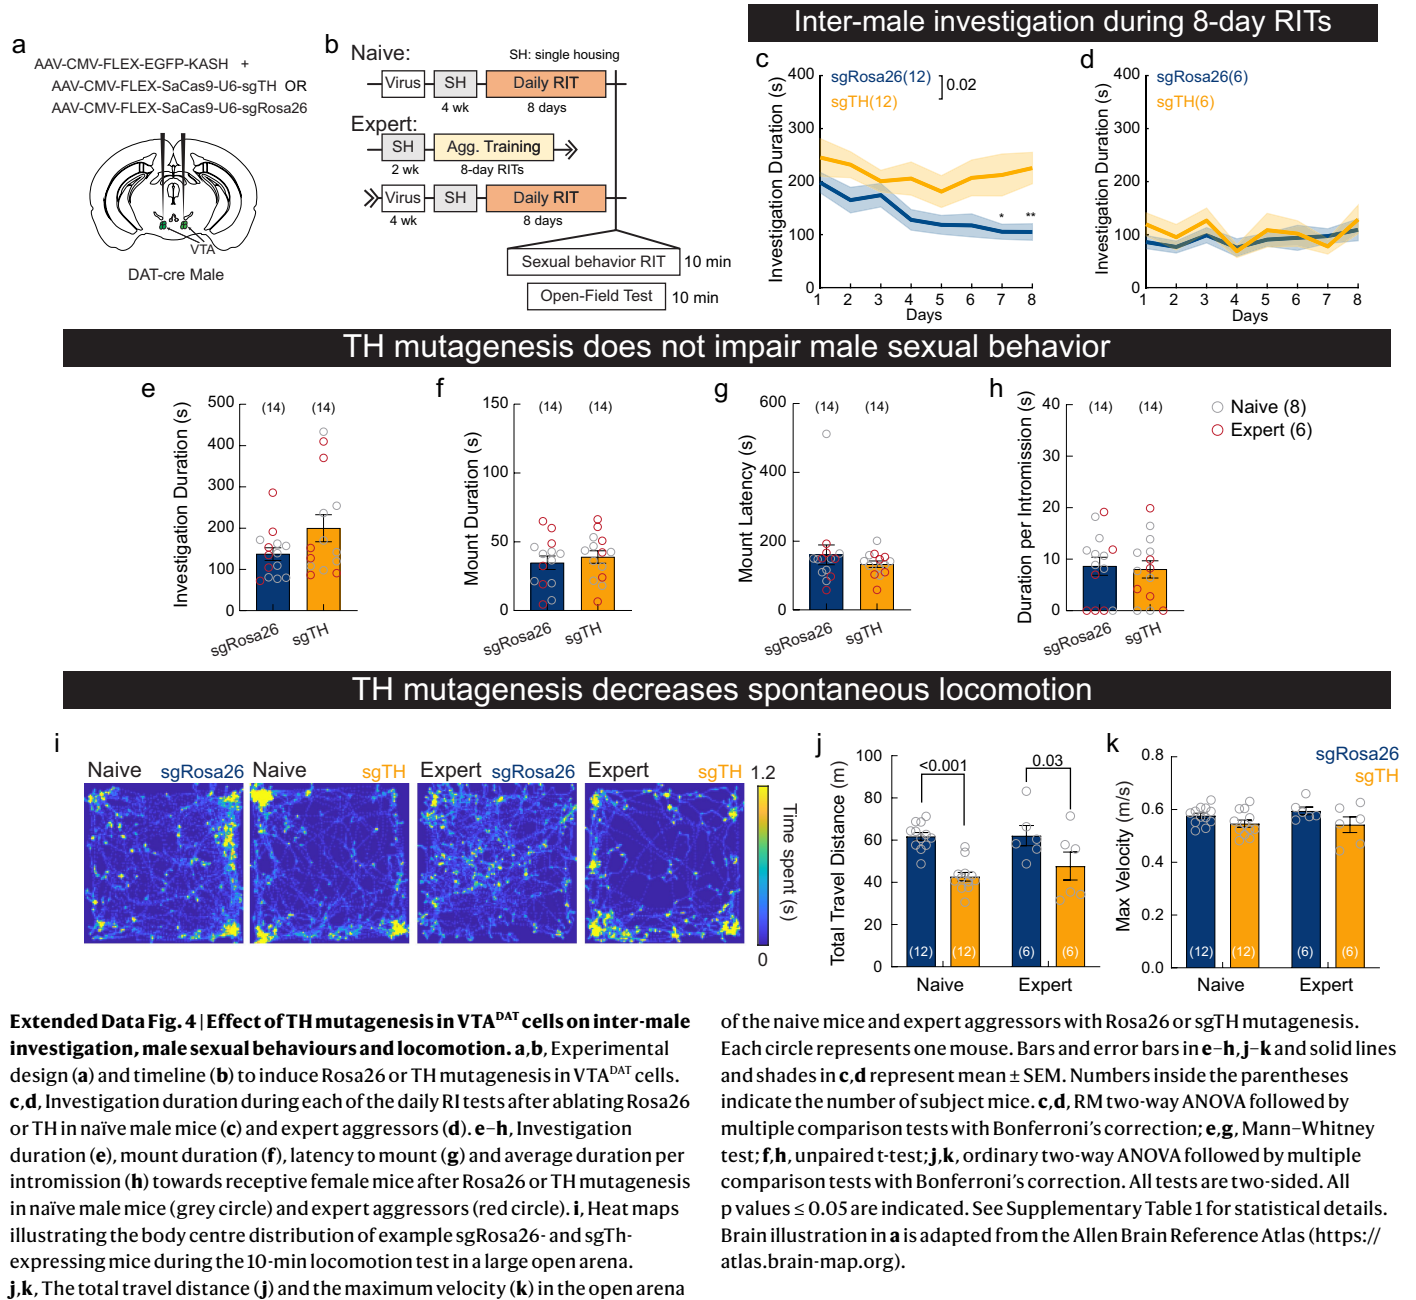 a
AAV-CMV-FLEX-EGFP-KASH +
AAV-CMV-FLEX-SaCas9-U6-sgTH OR
AAV-CMV-FLEX-SaCas9-U6-sgRosa26
VTA
DAT-cre Male
b
Naive:
SH: single housing
Virus
SH
Daily RIT
4 wk
8 days
Expert:
SH
Agg. Training
2 wk
8-day RITs
Virus
SH
Daily RIT
4 wk
8 days
Sexual behavior RIT
10 min
Open-Field Test
10 min
Inter-male investigation during 8-day RITs
c
Investigation Duration (s)
400
300
200
100
0
sgRosa26(12)
sgTH(12)
0.02
*
**
1 2 3 4 5 6 7 8
Days
d
Investigation Duration (s)
400
300
200
100
0
sgRosa26(6)
sgTH(6)
1 2 3 4 5 6 7 8
Days
TH mutagenesis does not impair male sexual behavior
e
Investigation Duration (s)
500
400
300
200
100
0
(14) (14)
sgRosa26 sgTH
f
Mount Duration (s)
150
100
50
0
(14) (14)
sgRosa26 sgTH
g
Mount Latency (s)
600
400
200
0
(14) (14)
sgRosa26 sgTH
h
Duration per Intromission (s)
40
30
20
10
0
(14) (14)
sgRosa26 sgTH
Naive (8)
Expert (6)
TH mutagenesis decreases spontaneous locomotion
i
Naive sgRosa26
Naive sgTH
Expert sgRosa26
Expert sgTH
1.2
Time spent (s)
0
j
Total Travel Distance (m)
100
80
60
40
20
0
<0.001
0.03
(12) (12) (6) (6)
Naive Expert
k
Max Velocity (m/s)
0.8
0.6
0.4
0.2
0.0
sgRosa26
sgTH
(12) (12) (6) (6)
Naive Expert
Extended Data Fig. 4 | Effect of TH mutagenesis in VTA^DAT cells on inter-male
investigation, male sexual behaviours and locomotion. a,b, Experimental
design (a) and timeline (b) to induce Rosa26 or TH mutagenesis in VTA^DAT cells.
c,d, Investigation duration during each of the daily RI tests after ablating Rosa26
or TH in naïve male mice (c) and expert aggressors (d). e–h, Investigation
duration (e), mount duration (f), latency to mount (g) and average duration per
intromission (h) towards receptive female mice after Rosa26 or TH mutagenesis
in naïve male mice (grey circle) and expert aggressors (red circle). i, Heat maps
illustrating the body centre distribution of example sgRosa26- and sgTh-
expressing mice during the 10-min locomotion test in a large open arena.
j,k, The total travel distance (j) and the maximum velocity (k) in the open arena
of the naive mice and expert aggressors with Rosa26 or sgTH mutagenesis.
Each circle represents one mouse. Bars and error bars in e–h,j–k and solid lines
and shades in c,d represent mean ± SEM. Numbers inside the parentheses
indicate the number of subject mice. c,d, RM two-way ANOVA followed by
multiple comparison tests with Bonferroni's correction; e,g, Mann–Whitney
test; f,h, unpaired t-test; j,k, ordinary two-way ANOVA followed by multiple
comparison tests with Bonferroni's correction. All tests are two-sided. All
p values ≤ 0.05 are indicated. See Supplementary Table 1 for statistical details.
Brain illustration in a is adapted from the Allen Brain Reference Atlas (https://
atlas.brain-map.org).